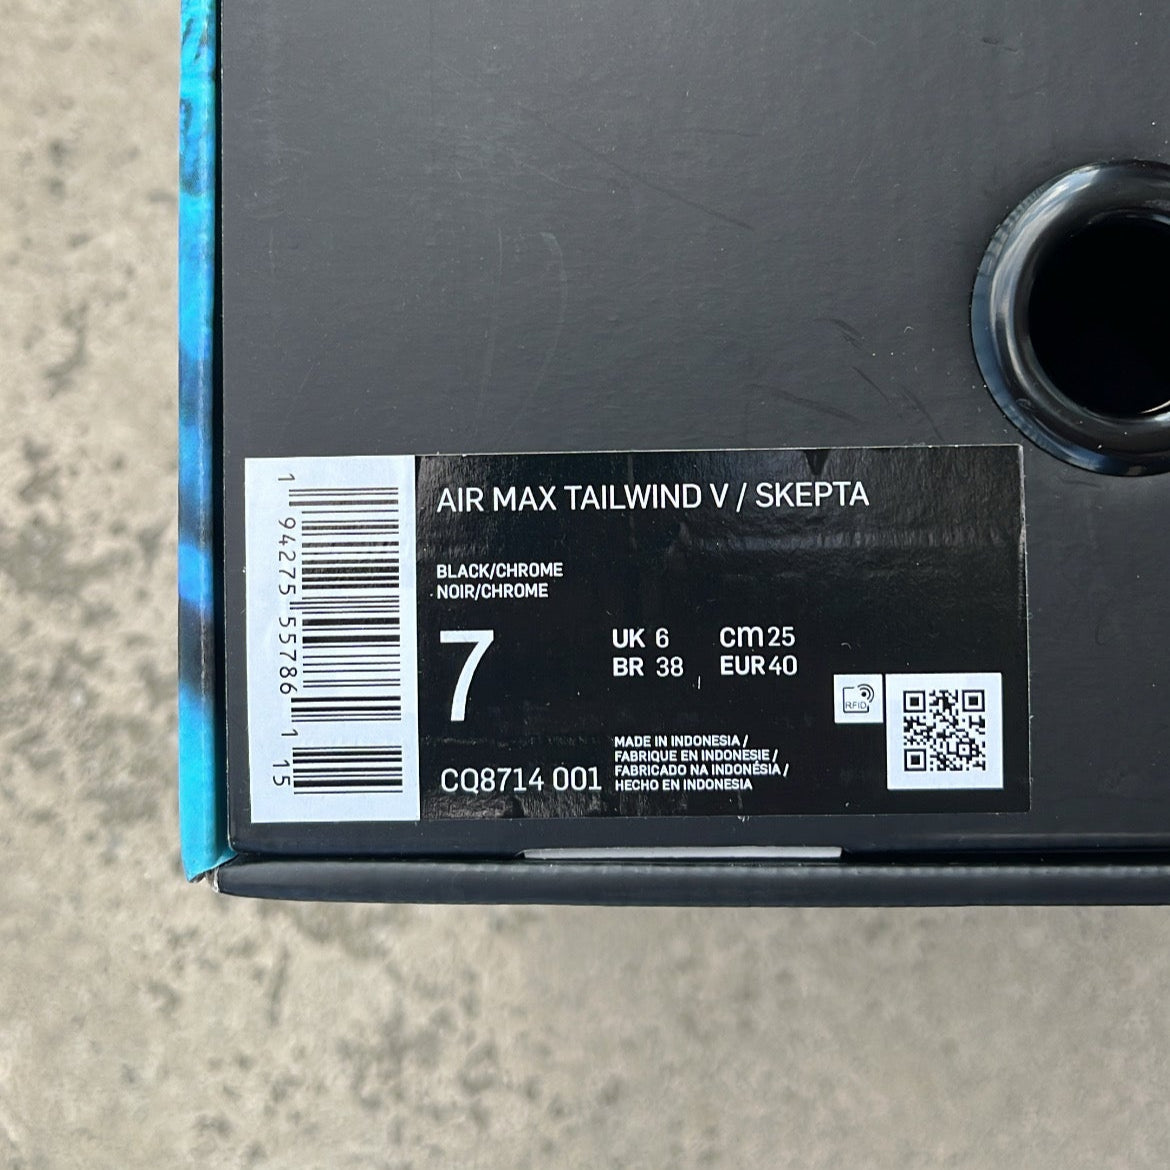 AIR MAX TAILWIND V / SKEPTA
BLACK/CHROME
NOIR/CHROME
7
UK 6
cm 25
BR 38
EUR 40
RFID
MADE IN INDONESIA /
FABRIQUE EN INDONESIE /
FABRICADO NA INDONÉSIA /
HECHO EN INDONESIA
CQ8714 001
1 94275 55786 1 15